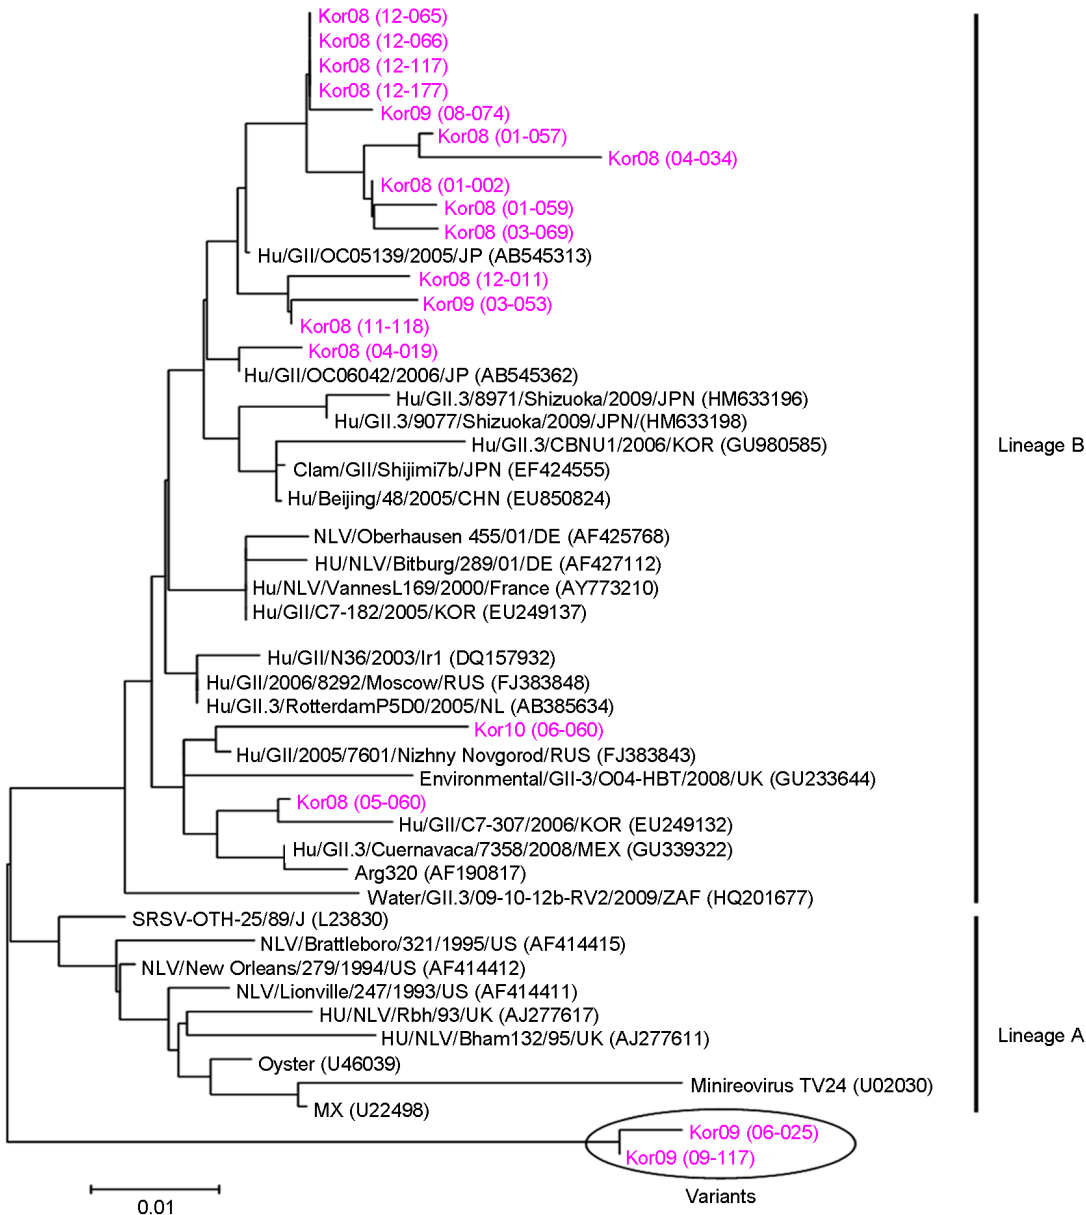 Kor08 (12-065)
Kor08 (12-066)
Kor08 (12-117)
Kor08 (12-177)
Kor09 (08-074)
Kor08 (01-057)
Kor08 (04-034)
Kor08 (01-002)
Kor08 (01-059)
Kor08 (03-069)
Hu/GII/OC05139/2005/JP (AB545313)
Kor08 (12-011)
Kor09 (03-053)
Kor08 (11-118)
Kor08 (04-019)
Hu/GII/OC06042/2006/JP (AB545362)
Hu/GII.3/8971/Shizuoka/2009/JPN (HM633196)
Hu/GII.3/9077/Shizuoka/2009/JPN/(HM633198)
Hu/GII.3/CBNU1/2006/KOR (GU980585)
Lineage B
Clam/GII/Shijimi7b/JPN (EF424555)
Hu/Beijing/48/2005/CHN (EU850824)
NLV/Oberhausen 455/01/DE (AF425768)
HU/NLV/Bitburg/289/01/DE (AF427112)
Hu/NLV/VannesL169/2000/France (AY773210)
Hu/GII/C7-182/2005/KOR (EU249137)
Hu/GII/N36/2003/Ir1 (DQ157932)
Hu/GII/2006/8292/Moscow/RUS (FJ383848)
Hu/GII.3/RotterdamP5D0/2005/NL (AB385634)
Kor10 (06-060)
Hu/GII/2005/7601/Nizhny Novgorod/RUS (FJ383843)
Environmental/GII-3/O04-HBT/2008/UK (GU233644)
Kor08 (05-060)
Hu/GII/C7-307/2006/KOR (EU249132)
Hu/GII.3/Cuernavaca/7358/2008/MEX (GU339322)
Arg320 (AF190817)
Water/GII.3/09-10-12b-RV2/2009/ZAF (HQ201677)
SRSV-OTH-25/89/J (L23830)
NLV/Brattleboro/321/1995/US (AF414415)
NLV/New Orleans/279/1994/US (AF414412)
NLV/Lionville/247/1993/US (AF414411)
HU/NLV/Rbh/93/UK (AJ277617)
HU/NLV/Bham132/95/UK (AJ277611)
Lineage A
Oyster (U46039)
Minireovirus TV24 (U02030)
MX (U22498)
Kor09 (06-025)
Kor09 (09-117)
Variants
0.01